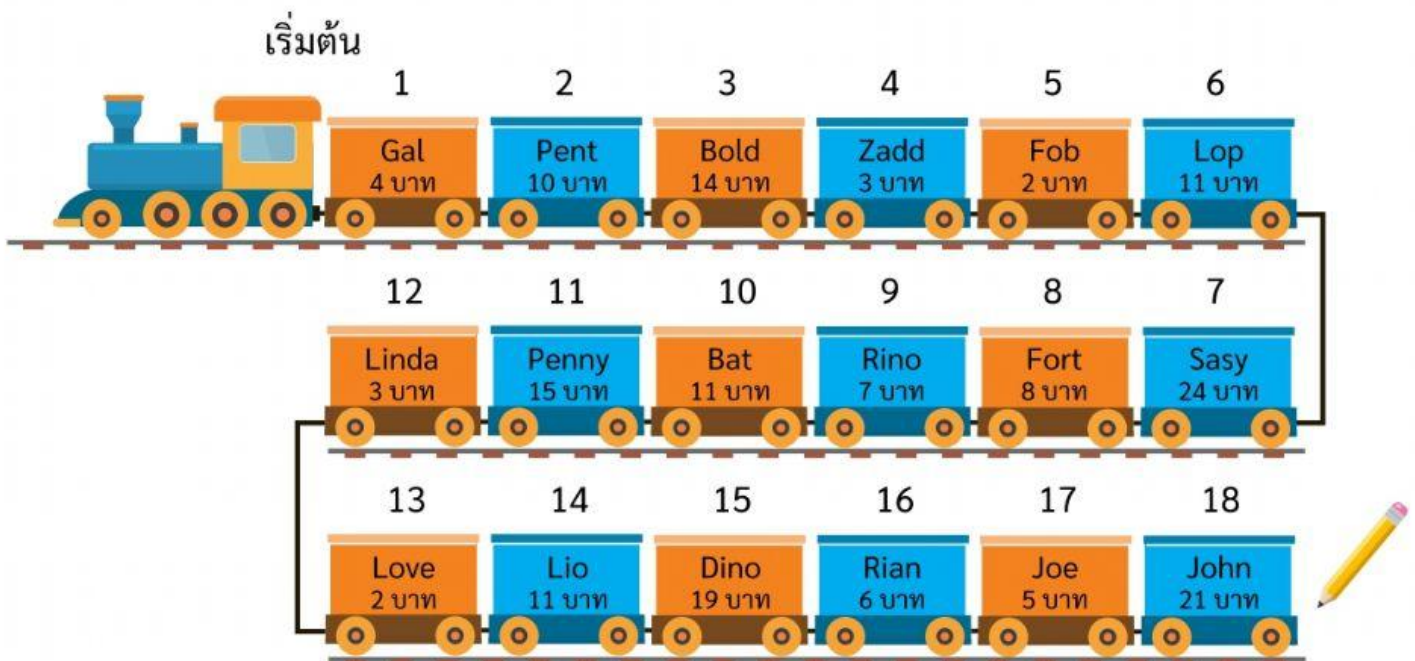 เริ่มต้น
1 2 3 4 5 6
Gal Pent Bold Zadd Fob Lop
4 บาท 10 บาท 14 บาท 3 บาท 2 บาท 11 บาท
12 11 10 9 8 7
Linda Penny Bat Rino Fort Sasy
3 บาท 15 บาท 11 บาท 7 บาท 8 บาท 24 บาท
13 14 15 16 17 18
Love Lio Dino Rian Joe John
2 บาท 11 บาท 19 บาท 6 บาท 5 บาท 21 บาท